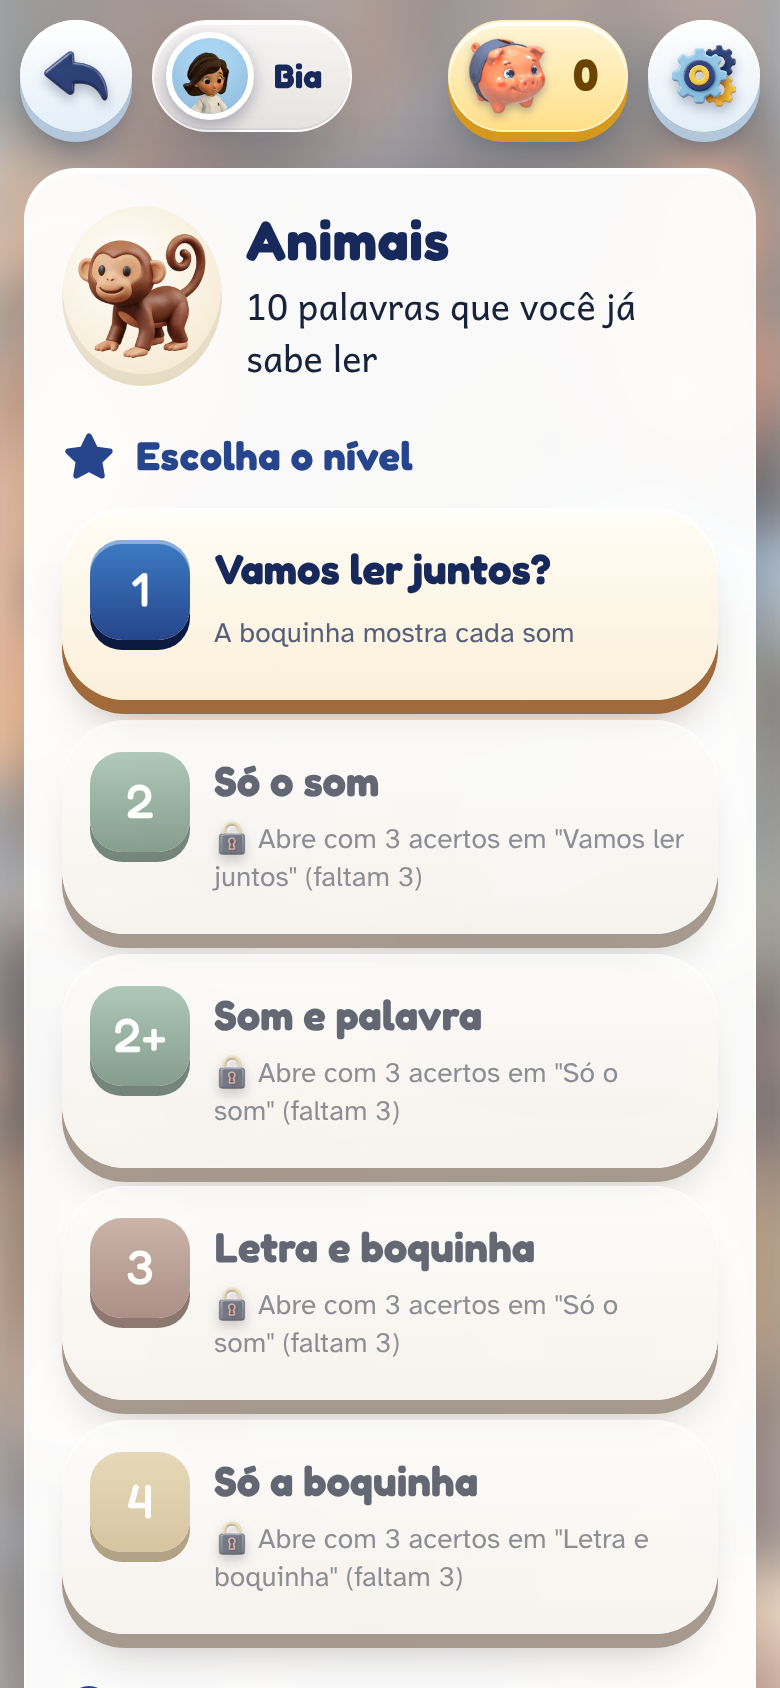 Bia
0
Animais
10 palavras que você já
sabe ler
Escolha o nível
1
Vamos ler juntos?
A boquinha mostra cada som
2
Só o som
Abre com 3 acertos em "Vamos ler
juntos" (faltam 3)
2+
Som e palavra
Abre com 3 acertos em "Só o
som" (faltam 3)
3
Letra e boquinha
Abre com 3 acertos em "Só o
som" (faltam 3)
4
Só a boquinha
Abre com 3 acertos em "Letra e
boquinha" (faltam 3)